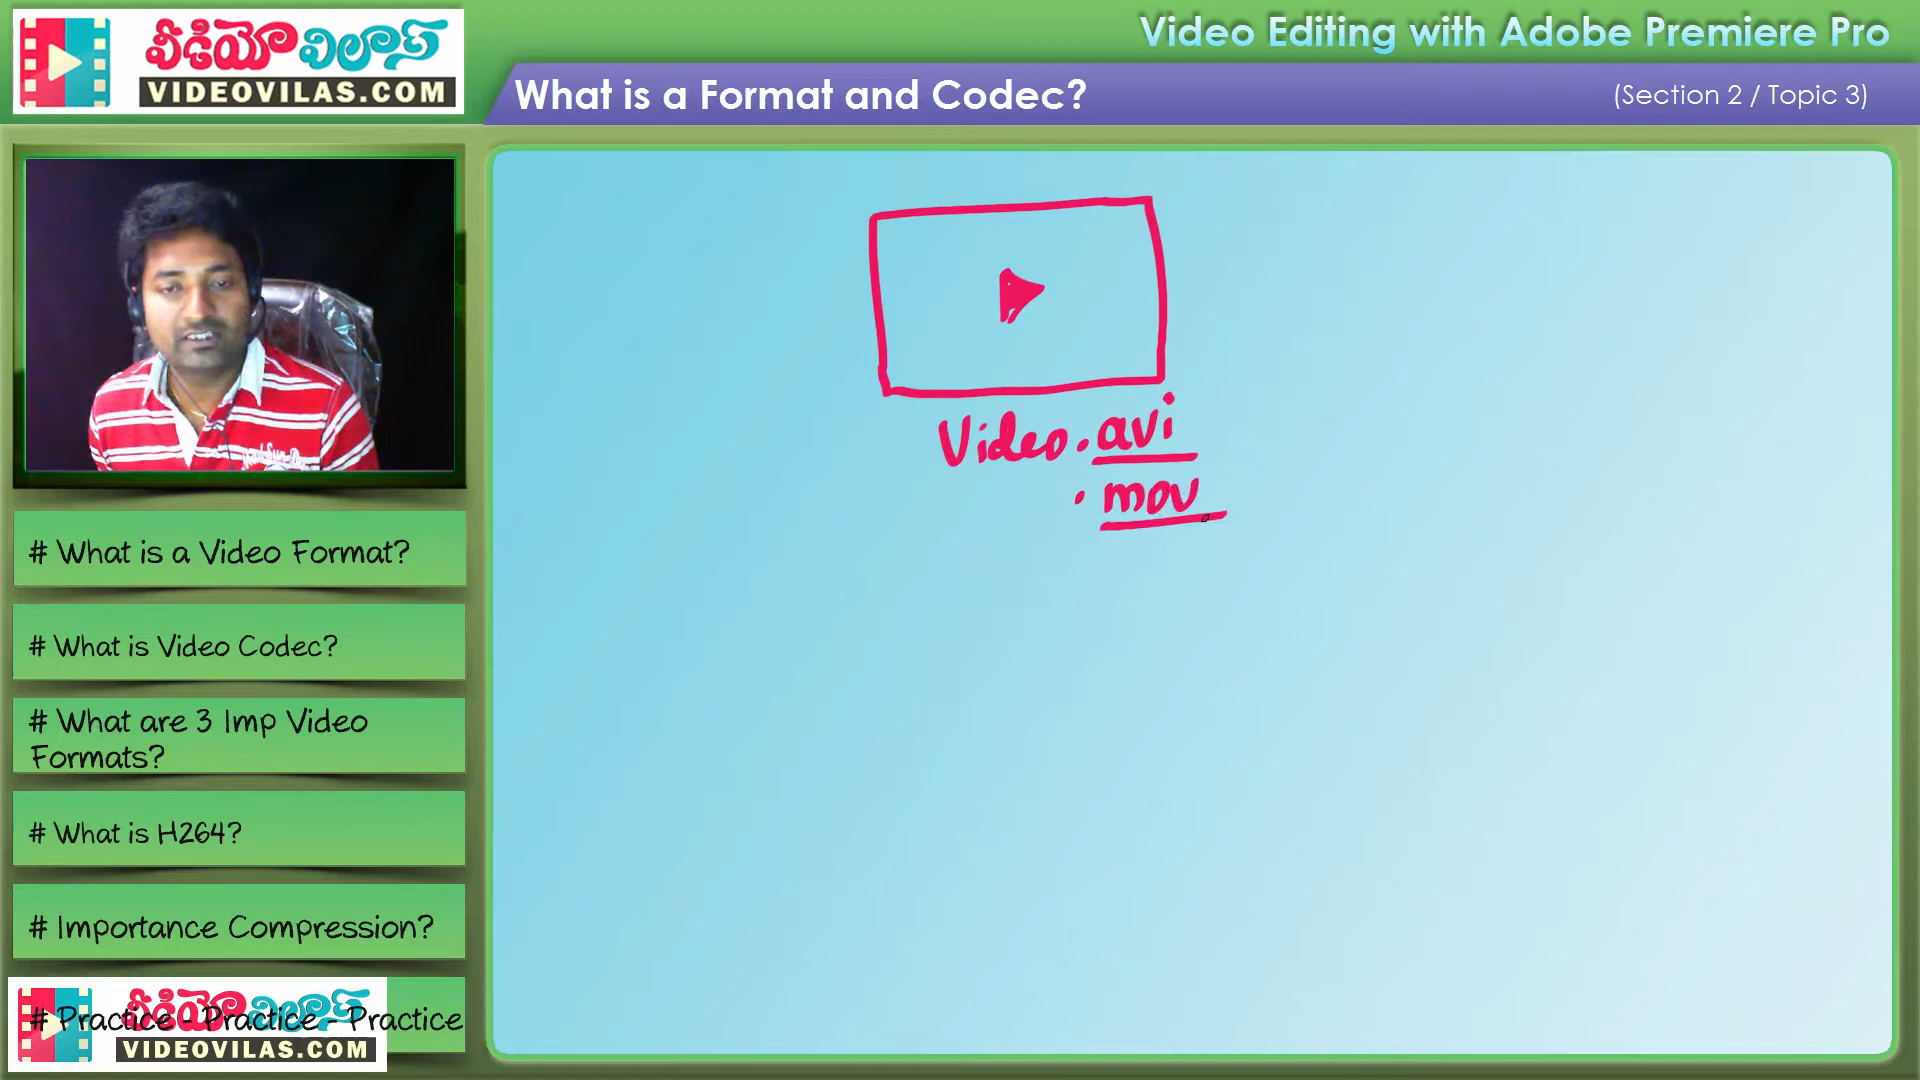 వీడియో విలాస్
VIDEOVILAS.COM
Video Editing with Adobe Premiere Pro
What is a Format and Codec?
(Section 2 / Topic 3)
Video.avi
.mov
# What is a Video Format?
# What is Video Codec?
# What are 3 Imp Video
Formats?
# What is H264?
# Importance Compression?
వీడియో విలాస్
# Practice - Practice - Practice
VIDEOVILAS.COM